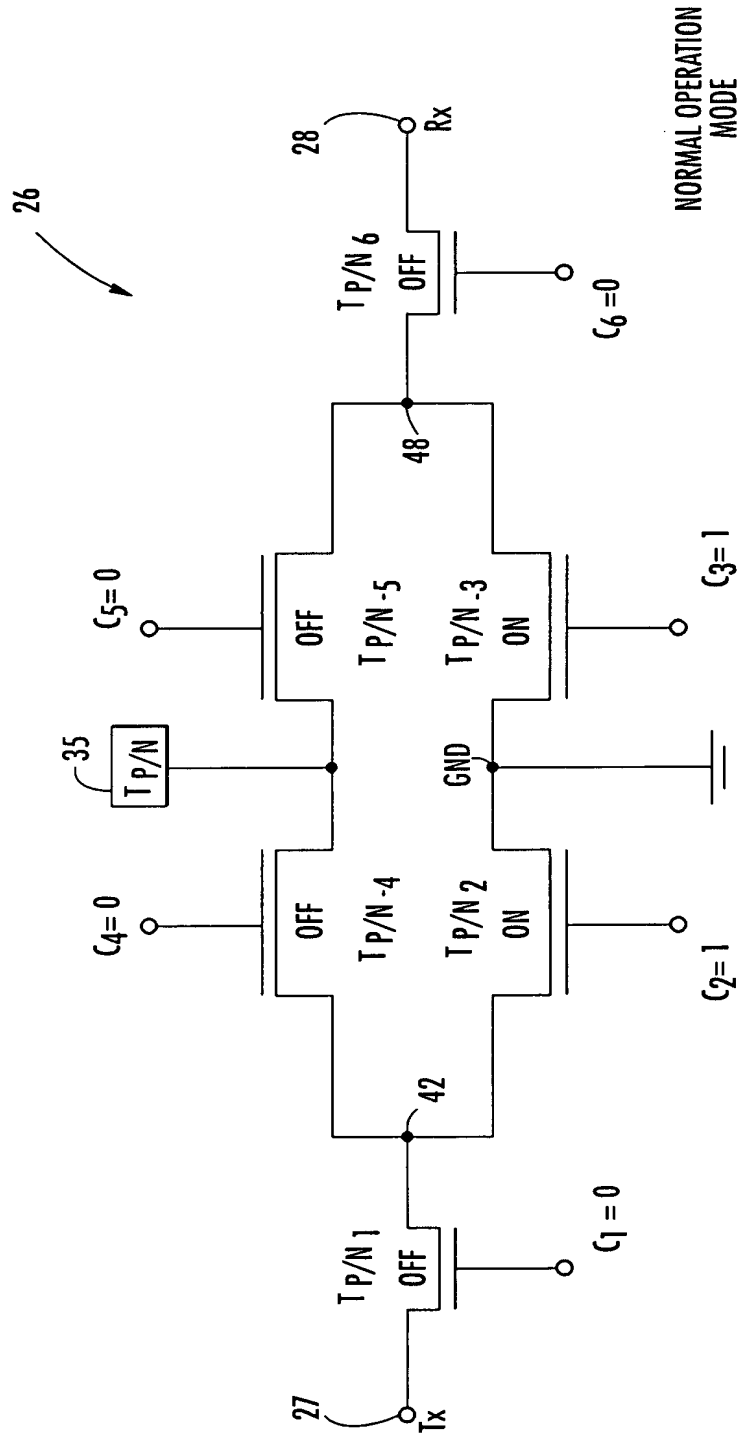 26
35
T P/N
C4=0
C5=0
OFF
OFF
T P/N-4
T P/N-5
27
Tx
T P/N 1
OFF
C1=0
42
48
T P/N 6
OFF
C6=0
28
Rx
T P/N 2
GND
T P/N-3
ON
ON
C2=1
C3=1
NORMAL OPERATION
MODE